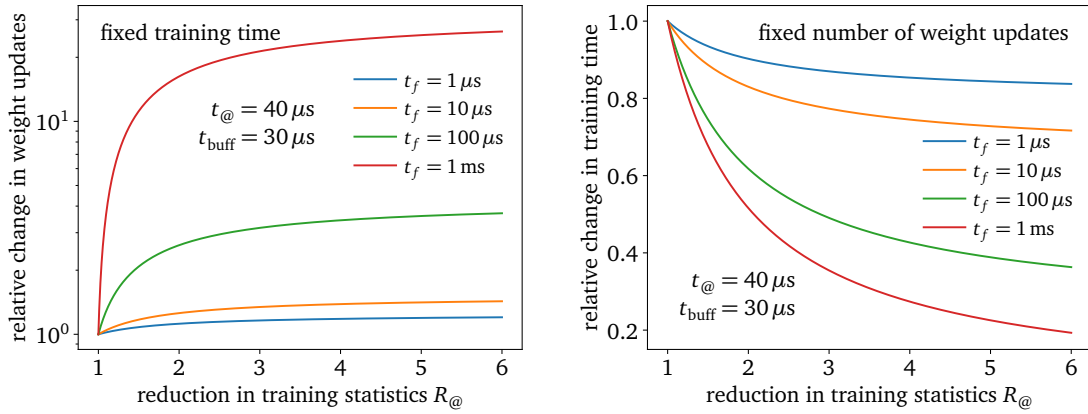 fixed training time
relative change in weight updates
10¹
10⁰
t_f = 1 μs
t_f = 10 μs
t_f = 100 μs
t_f = 1 ms
t_@ = 40 μs
t_buff = 30 μs
1 2 3 4 5 6
reduction in training statistics R_@
fixed number of weight updates
relative change in training time
1.0
0.8
0.6
0.4
0.2
t_f = 1 μs
t_f = 10 μs
t_f = 100 μs
t_f = 1 ms
t_@ = 40 μs
t_buff = 30 μs
1 2 3 4 5 6
reduction in training statistics R_@